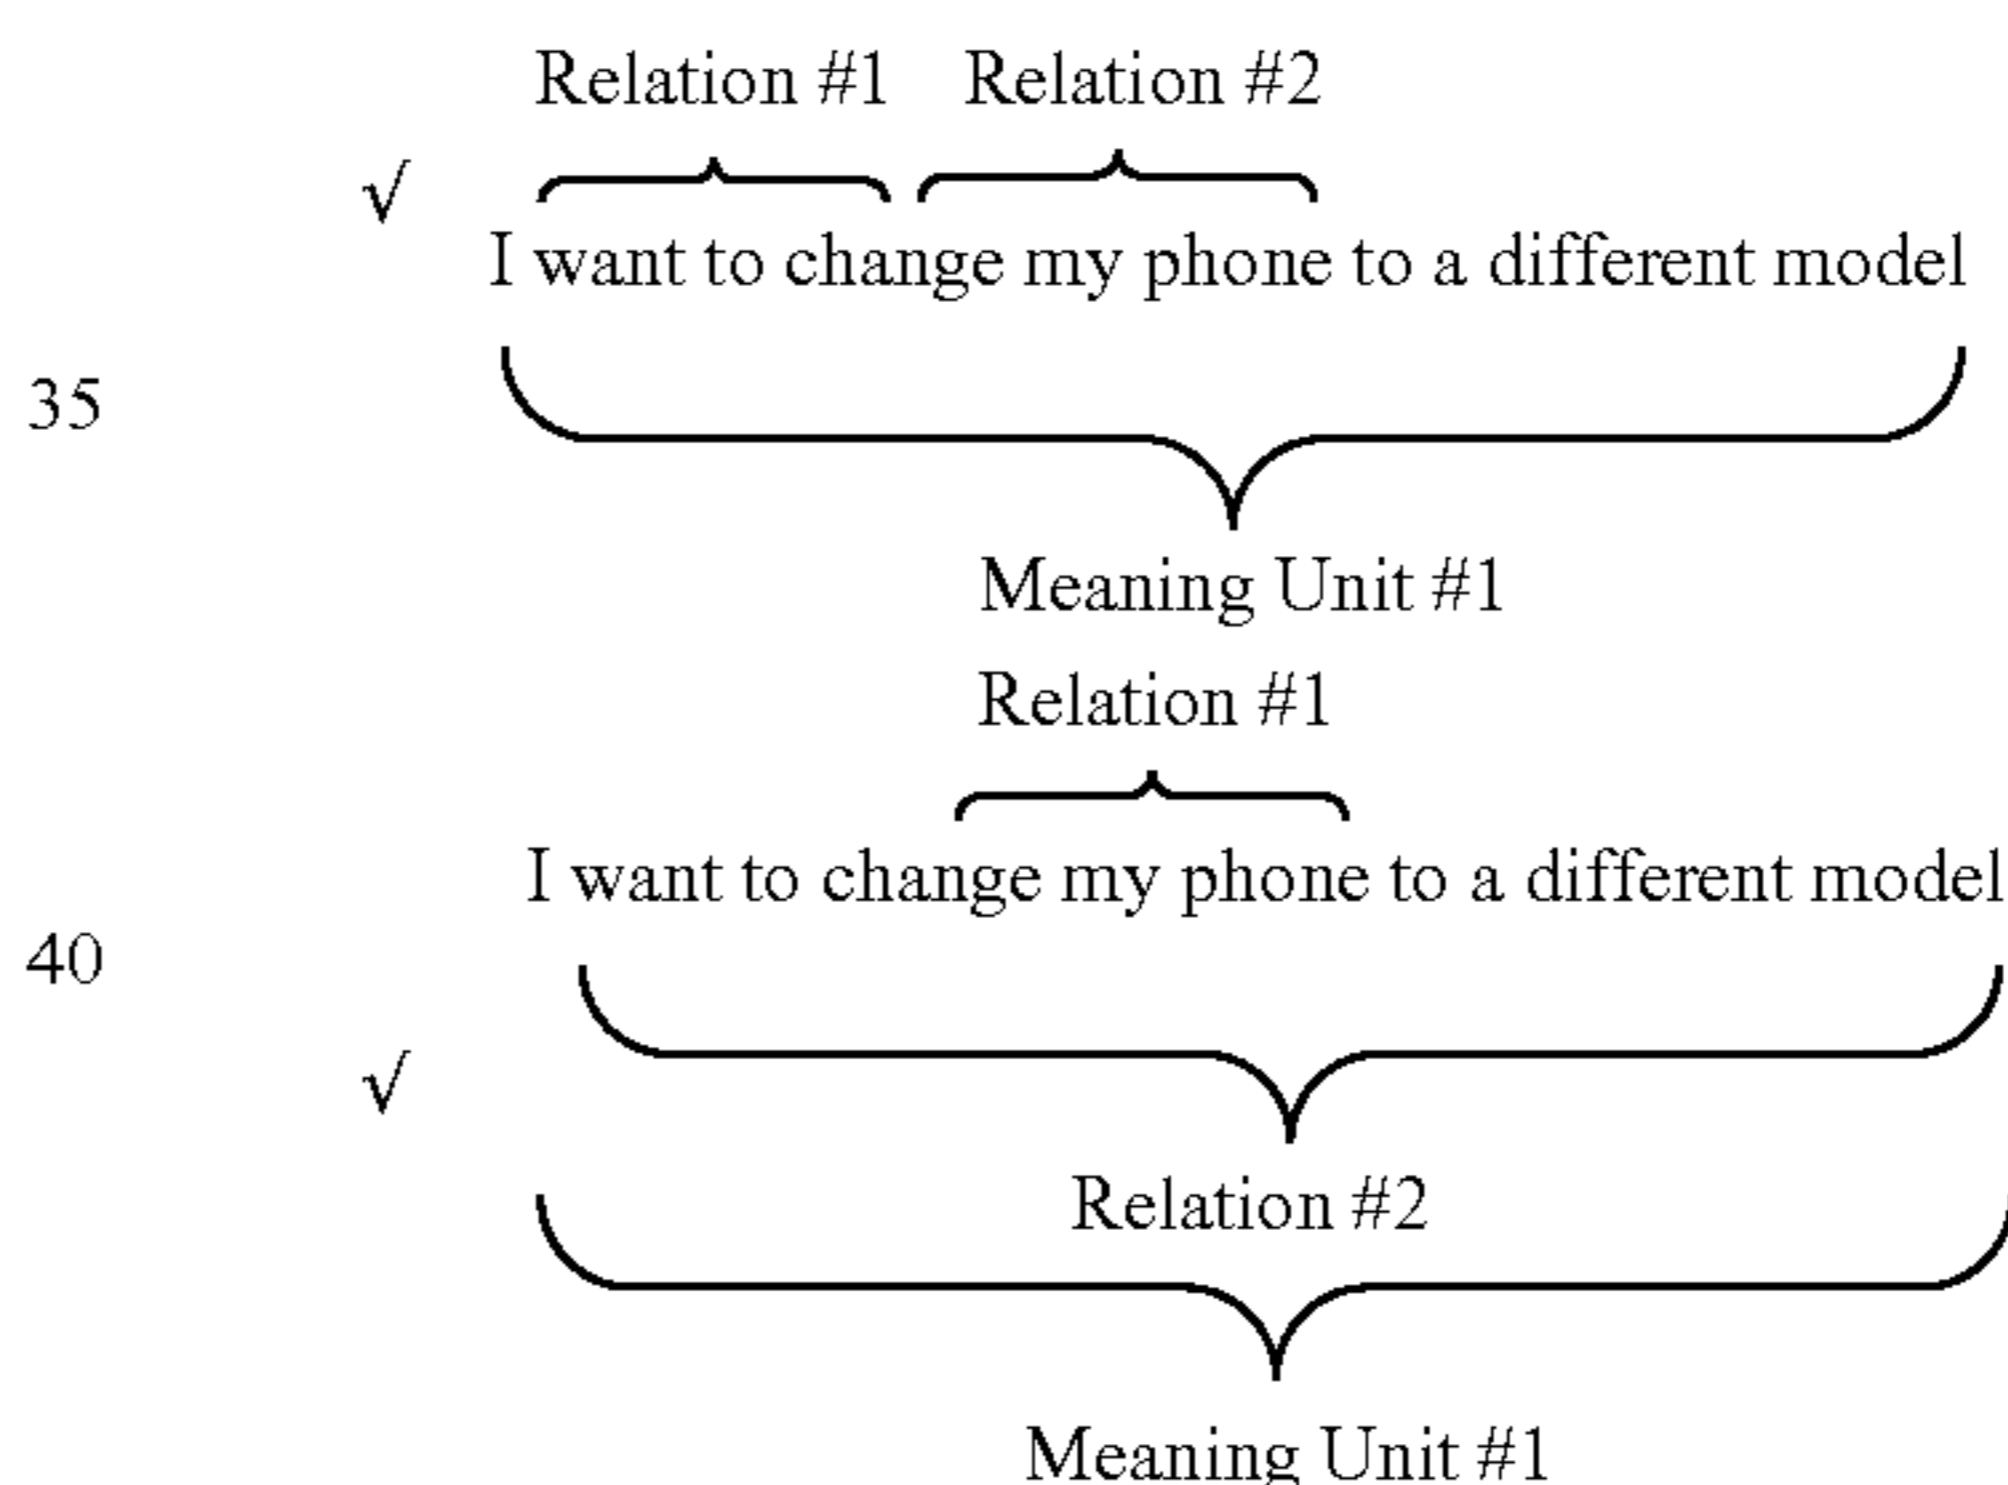 Relation #1 Relation #2
√
I want to change my phone to a different model
35
Meaning Unit #1
Relation #1
I want to change my phone to a different model
40
√
Relation #2
Meaning Unit #1